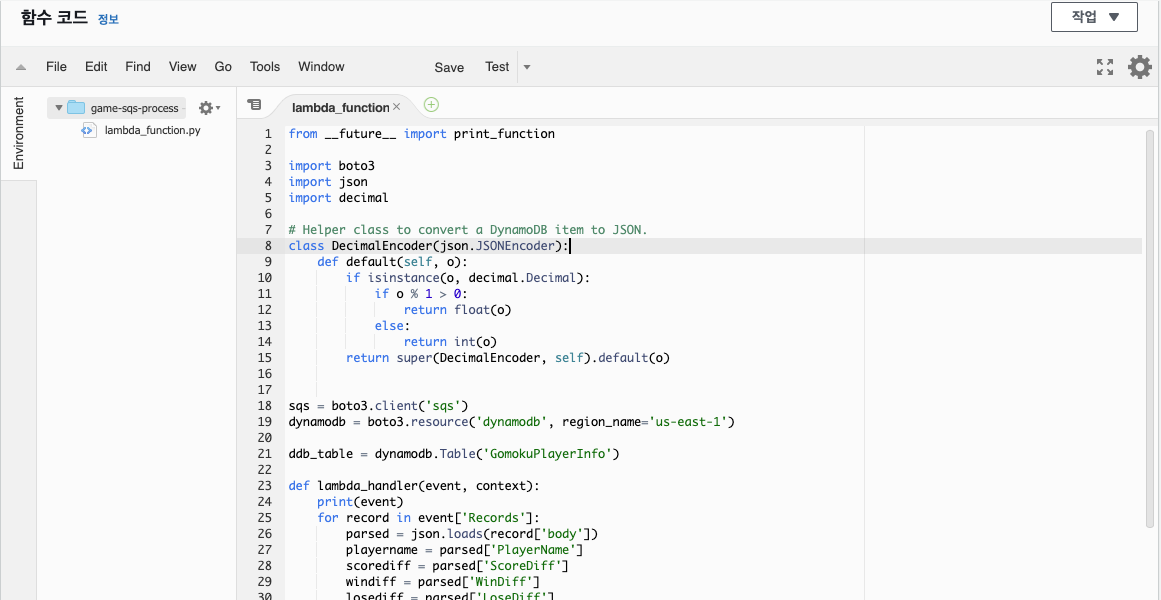 함수 코드 정보
작업
File Edit Find View Go Tools Window Save Test
Environment
game-sqs-process
lambda_function.py
lambda_function
1 from __future__ import print_function
2
3 import boto3
4 import json
5 import decimal
6
7 # Helper class to convert a DynamoDB item to JSON.
8 class DecimalEncoder(json.JSONEncoder):
9     def default(self, o):
10         if isinstance(o, decimal.Decimal):
11             if o % 1 > 0:
12                 return float(o)
13             else:
14                 return int(o)
15         return super(DecimalEncoder, self).default(o)
16
17
18 sqs = boto3.client('sqs')
19 dynamodb = boto3.resource('dynamodb', region_name='us-east-1')
20
21 ddb_table = dynamodb.Table('GomokuPlayerInfo')
22
23 def lambda_handler(event, context):
24     print(event)
25     for record in event['Records']:
26         parsed = json.loads(record['body'])
27         playername = parsed['PlayerName']
28         scorediff = parsed['ScoreDiff']
29         windiff = parsed['WinDiff']
30         losediff = parsed['LoseDiff']